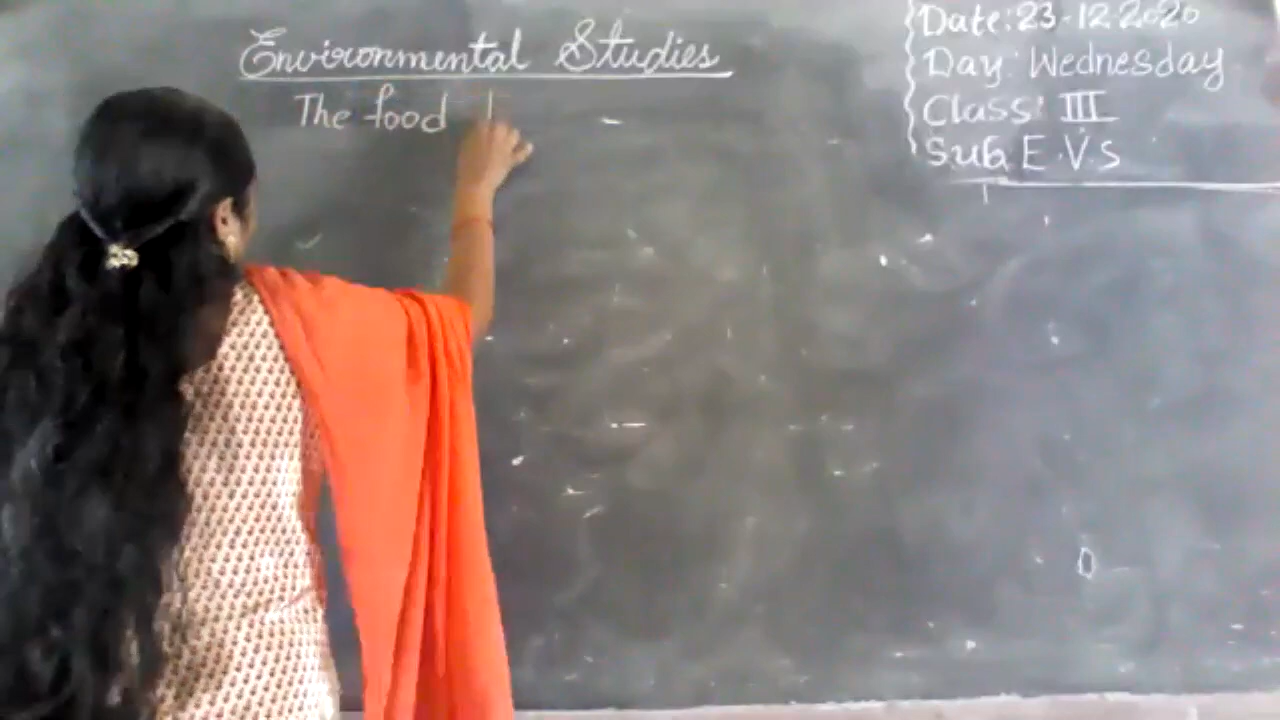 Environmental Studies
The food
Date: 23-12-2020
Day: Wednesday
Class: III
Sub E.V.S